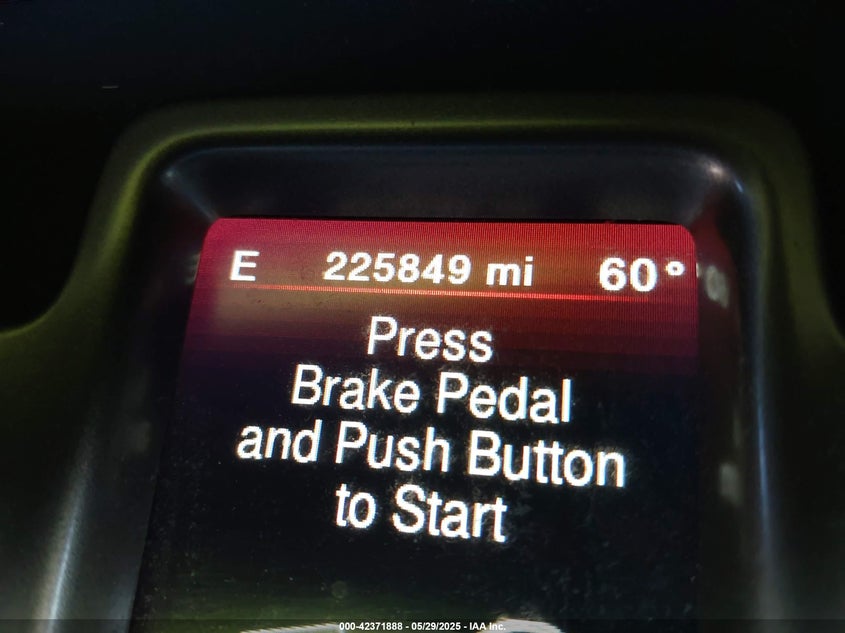 E 225849 mi 60°
Press
Brake Pedal
and Push Button
to Start
000-42371888 - 05/29/2025 - IAA Inc.